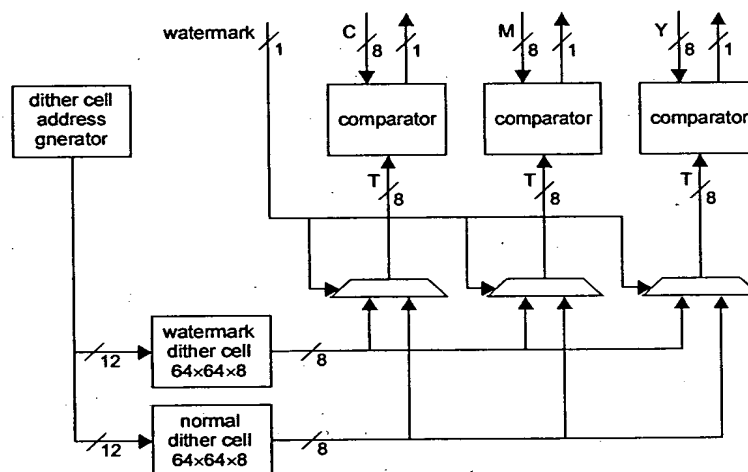 watermark 1 C 8 1 M 8 1 Y 8 1
dither cell
address
gnerator
comparator comparator comparator
T 8 T 8 T 8
watermark
dither cell
64×64×8
12 8
normal
dither cell
64×64×8
12 8